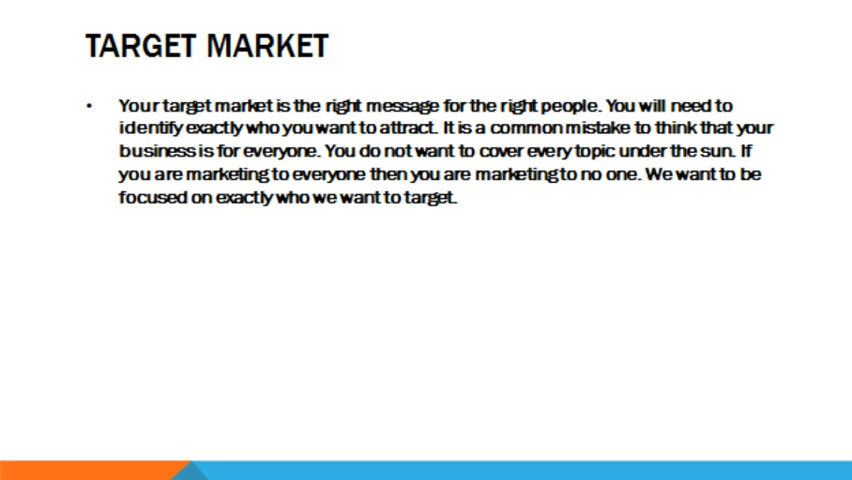 TARGET MARKET
• Your target market is the right message for the right people. You will need to
identify exactly who you want to attract. It is a common mistake to think that your
business is for everyone. You do not want to cover every topic under the sun. If
you are marketing to everyone then you are marketing to no one. We want to be
focused on exactly who we want to target.